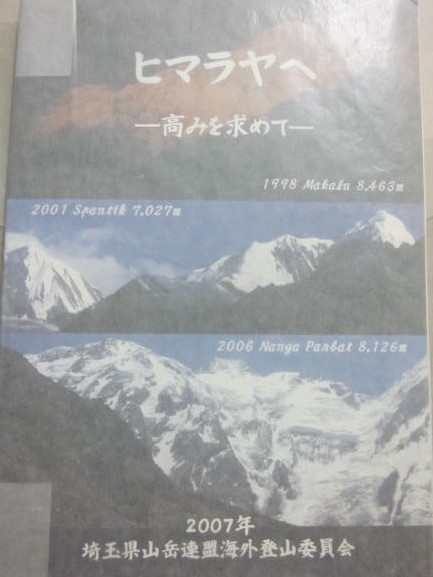 ヒマラヤへ
―高みを求めて―
1998 Makalu 8,463m
2001 Spantik 7,027m
2006 Nanga Parbat 8,126m
2007年
埼玉県山岳連盟海外登山委員会